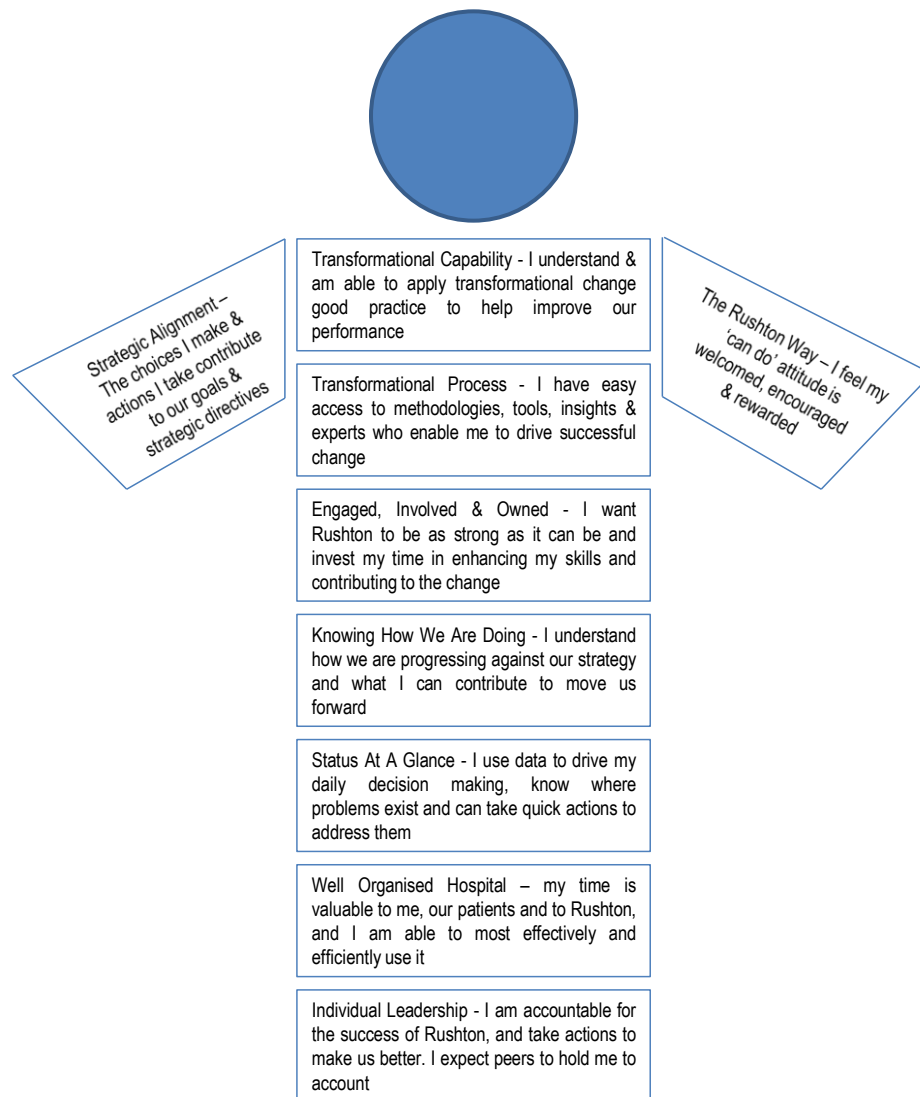 Strategic Alignment –
The choices I make &
actions I take contribute
to our goals &
strategic directives
Transformational Capability - I understand &
am able to apply transformational change
good practice to help improve our
performance
The Rushton Way – I feel my
‘can do’ attitude is
welcomed, encouraged
& rewarded
Transformational Process - I have easy
access to methodologies, tools, insights &
experts who enable me to drive successful
change
Engaged, Involved & Owned - I want
Rushton to be as strong as it can be and
invest my time in enhancing my skills and
contributing to the change
Knowing How We Are Doing - I understand
how we are progressing against our strategy
and what I can contribute to move us
forward
Status At A Glance - I use data to drive my
daily decision making, know where
problems exist and can take quick actions to
address them
Well Organised Hospital – my time is
valuable to me, our patients and to Rushton,
and I am able to most effectively and
efficiently use it
Individual Leadership - I am accountable for
the success of Rushton, and take actions to
make us better. I expect peers to hold me to
account